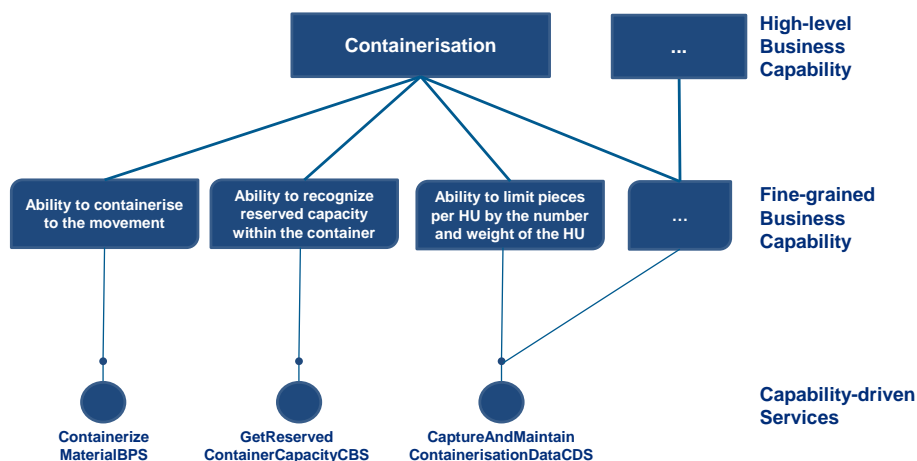 Containerisation
...
High-level
Business
Capability
Ability to containerise
to the movement
Ability to recognize
reserved capacity
within the container
Ability to limit pieces
per HU by the number
and weight of the HU
...
Fine-grained
Business
Capability
Containerize
MaterialBPS
GetReserved
ContainerCapacityCBS
CaptureAndMaintain
ContainerisationDataCDS
Capability-driven
Services